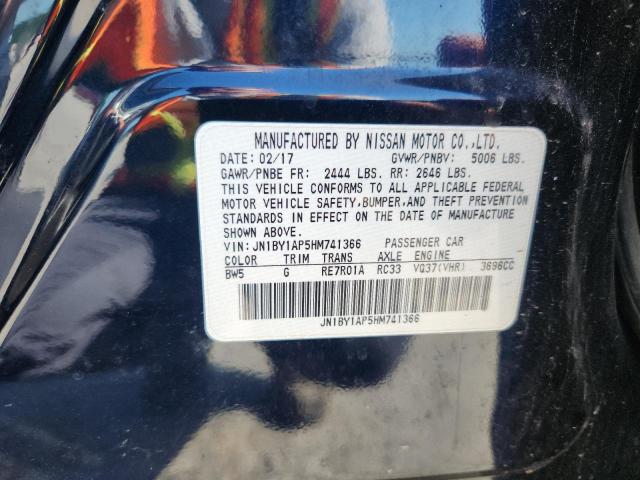 MANUFACTURED BY NISSAN MOTOR CO.,LTD.
DATE: 02/17 GVWR/PNBV: 5006 LBS.
GAWR/PNBE FR: 2444 LBS. RR: 2646 LBS.
THIS VEHICLE CONFORMS TO ALL APPLICABLE FEDERAL
MOTOR VEHICLE SAFETY,BUMPER,AND THEFT PREVENTION
STANDARDS IN EFFECT ON THE DATE OF MANUFACTURE
SHOWN ABOVE.
VIN: JN1BY1AP5HM741366 PASSENGER CAR
COLOR TRIM TRANS AXLE ENGINE
BW5 G RE7R01A RC33 VQ37(VHR) 3696CC
JN1BY1AP5HM741366